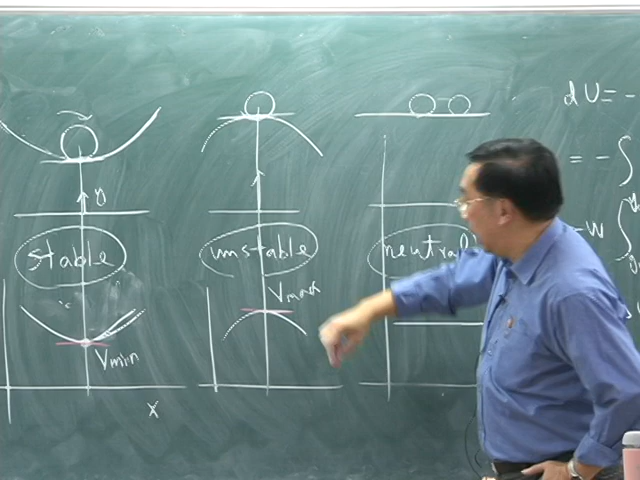 dU= -
= - ∫
y
-W ∫
stable
unstable
neutral
Vmax
Vmin
x